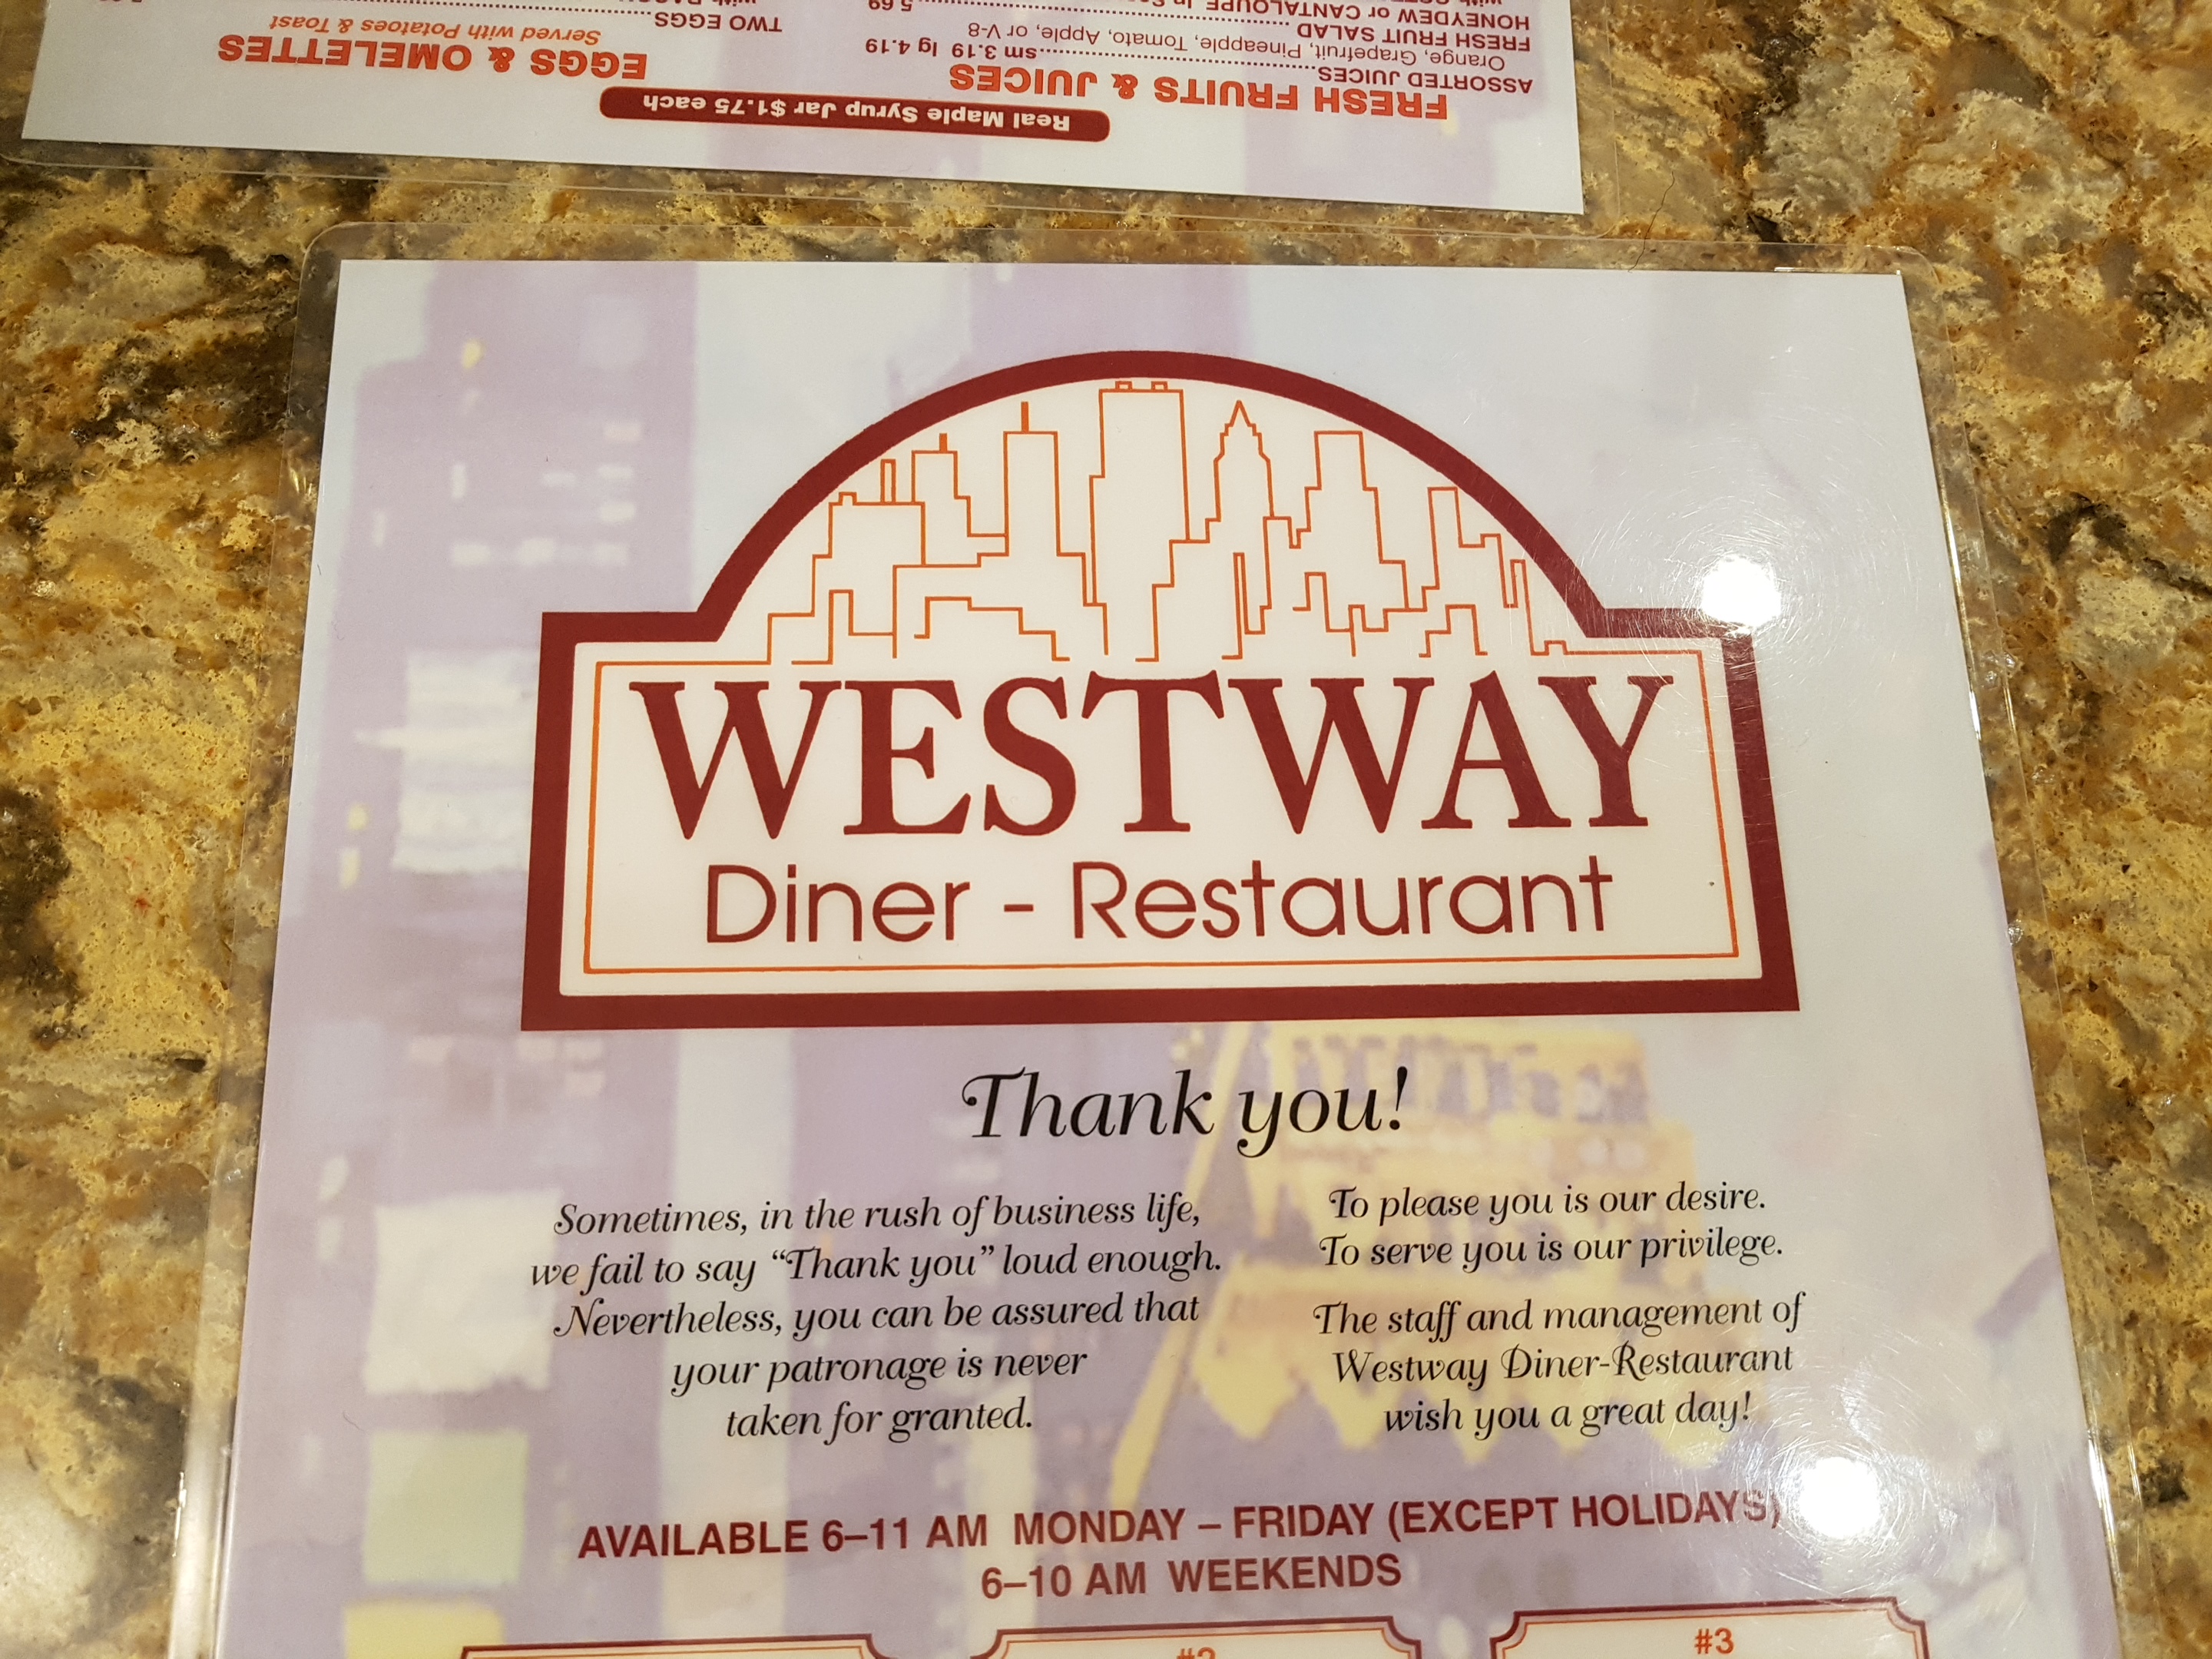 EGGS & OMELETTES
Served with Potatoes & Toast
TWO EGGS
Real Maple Syrup Jar $1.75 each
FRESH FRUITS & JUICES
ASSORTED JUICES sm 3.19 lg 4.19
Orange, Grapefruit, Pineapple, Tomato, Apple, or V-8
FRESH FRUIT SALAD 5.69
HONEYDEW or CANTALOUPE
WESTWAY
Diner - Restaurant
Thank you!
Sometimes, in the rush of business life,
we fail to say “Thank you” loud enough.
Nevertheless, you can be assured that
your patronage is never
taken for granted.
To please you is our desire.
To serve you is our privilege.
The staff and management of
Westway Diner-Restaurant
wish you a great day!
AVAILABLE 6–11 AM MONDAY – FRIDAY (EXCEPT HOLIDAYS)
6–10 AM WEEKENDS
#2
#3